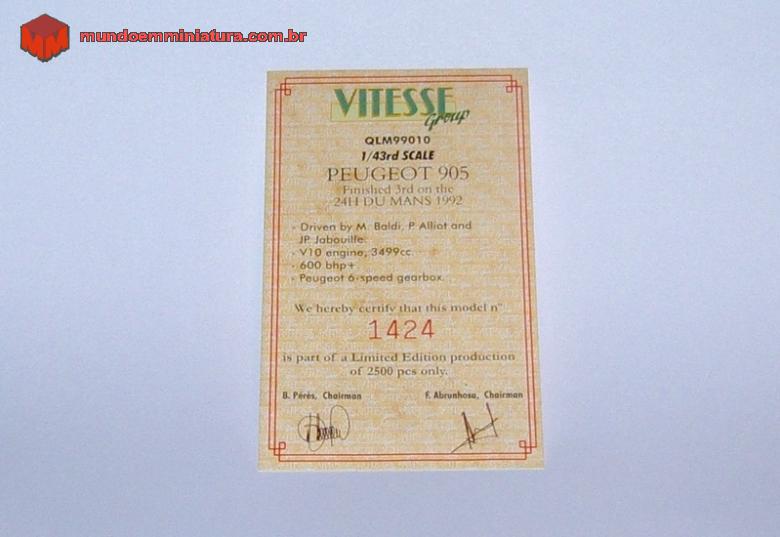 MM mundoemminiatura.com.br
VITESSE
Group
QLM99010
1/43rd SCALE
PEUGEOT 905
Finished 3rd on the
24H DU MANS 1992
- Driven by M. Baldi, P. Alliot and
JP. Jabouille.
- V10 engine, 3499cc.
- 600 bhp+
- Peugeot 6-speed gearbox.
We hereby certify that this model n°
1424
is part of a Limited Edition production
of 2500 pcs only.
B. Pérès, Chairman F. Abrunhosa, Chairman